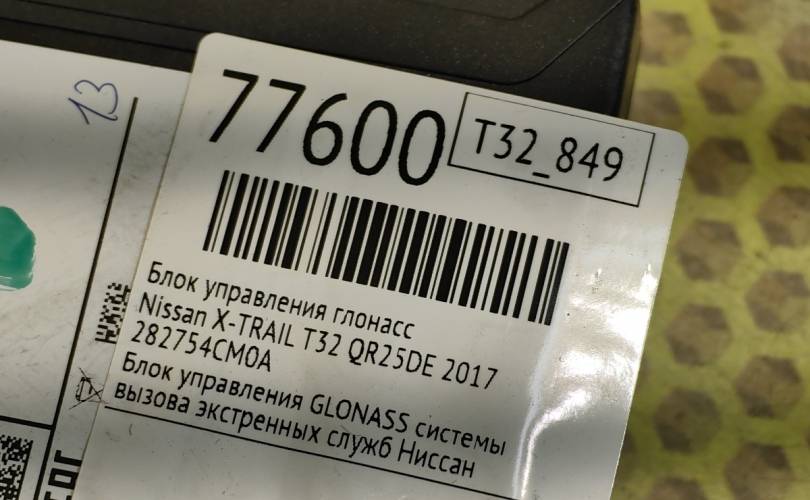 13
77600
T32_849
Блок управления глонасс
Nissan X-TRAIL T32 QR25DE 2017
282754CM0A
Блок управления GLONASS системы
вызова экстренных служб Ниссан